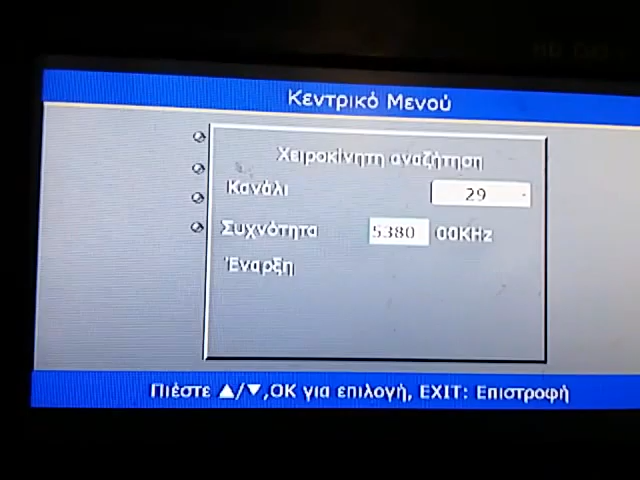 Κεντρικό Μενού
Χειροκίνητη αναζήτηση
Κανάλι 29
Συχνότητα 5380 00KHz
Έναρξη
Πιέστε ▲/▼,OK για επιλογή, EXIT: Επιστροφή